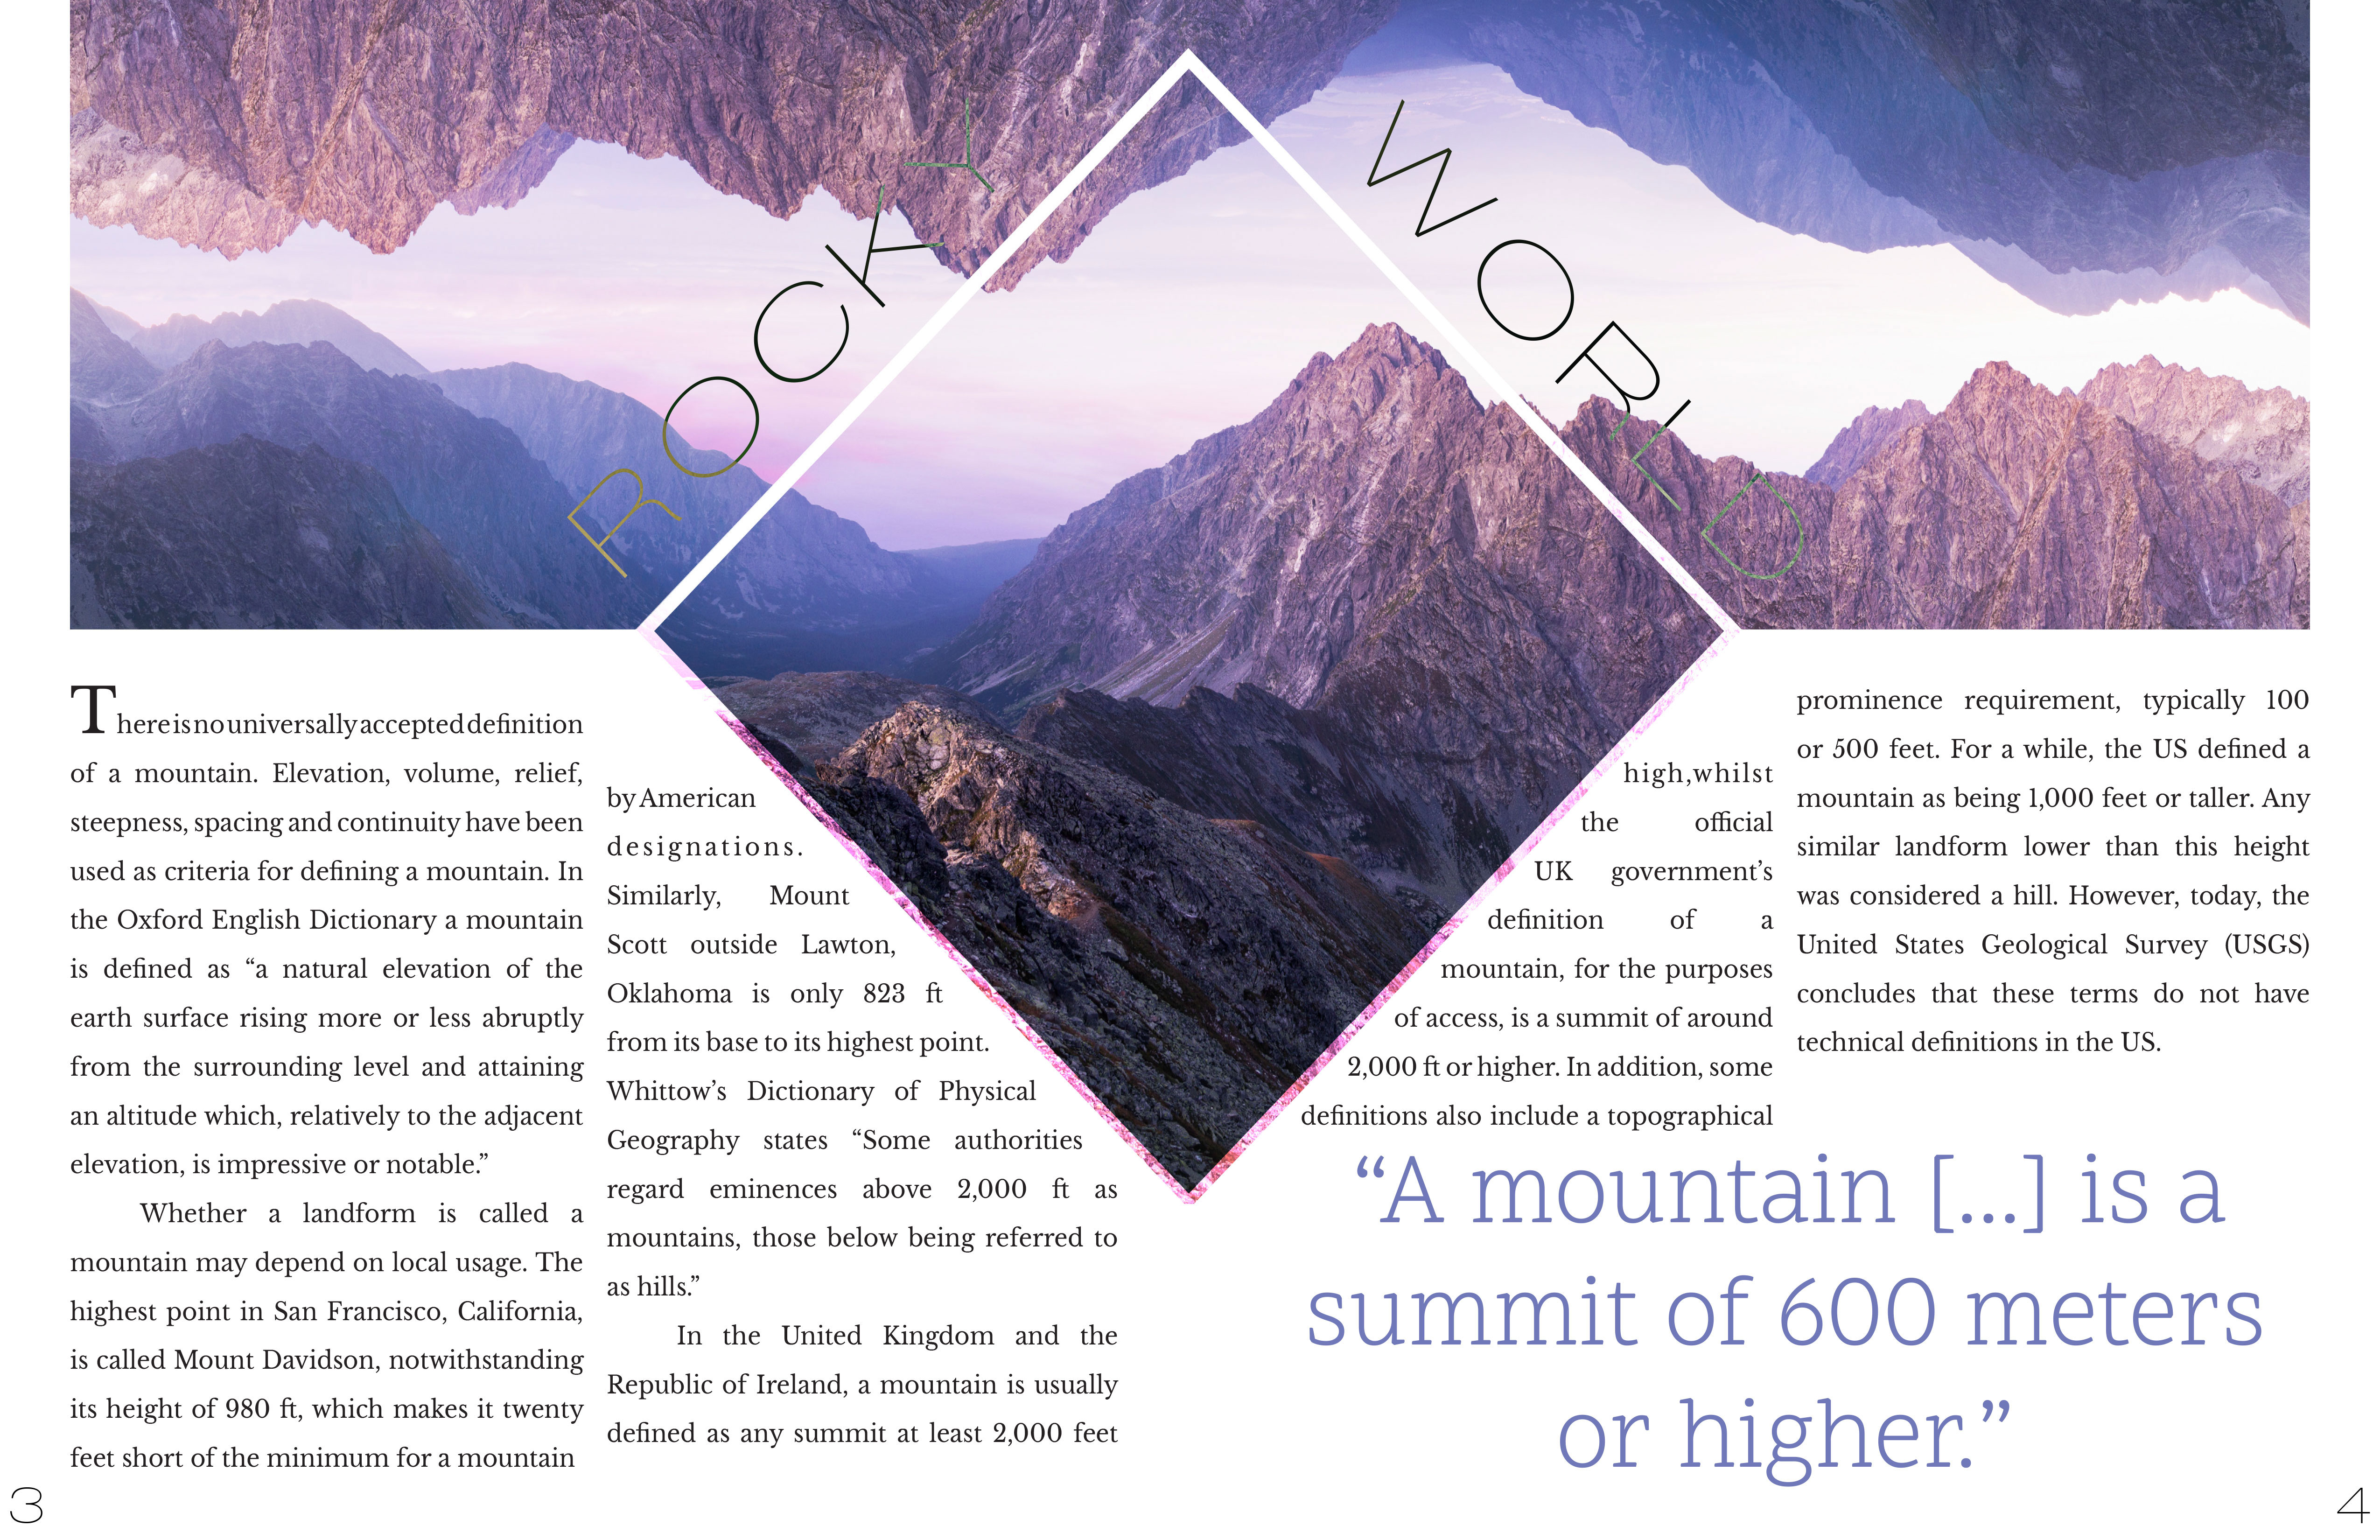 ROCKY
WORLD
There is no universally accepted definition
of a mountain. Elevation, volume, relief,
steepness, spacing and continuity have been
used as criteria for defining a mountain. In
the Oxford English Dictionary a mountain
is defined as “a natural elevation of the
earth surface rising more or less abruptly
from the surrounding level and attaining
an altitude which, relatively to the adjacent
elevation, is impressive or notable.”
Whether a landform is called a
mountain may depend on local usage. The
highest point in San Francisco, California,
is called Mount Davidson, notwithstanding
its height of 980 ft, which makes it twenty
feet short of the minimum for a mountain
by American
designations.
Similarly, Mount
Scott outside Lawton,
Oklahoma is only 823 ft
from its base to its highest point.
Whittow’s Dictionary of Physical
Geography states “Some authorities
regard eminences above 2,000 ft as
mountains, those below being referred to
as hills.”
In the United Kingdom and the
Republic of Ireland, a mountain is usually
defined as any summit at least 2,000 feet
high, whilst
the official
UK government’s
definition of a
mountain, for the purposes
of access, is a summit of around
2,000 ft or higher. In addition, some
definitions also include a topographical
prominence requirement, typically 100
or 500 feet. For a while, the US defined a
mountain as being 1,000 feet or taller. Any
similar landform lower than this height
was considered a hill. However, today, the
United States Geological Survey (USGS)
concludes that these terms do not have
technical definitions in the US.
“A mountain [...] is a
summit of 600 meters
or higher.”
3
4